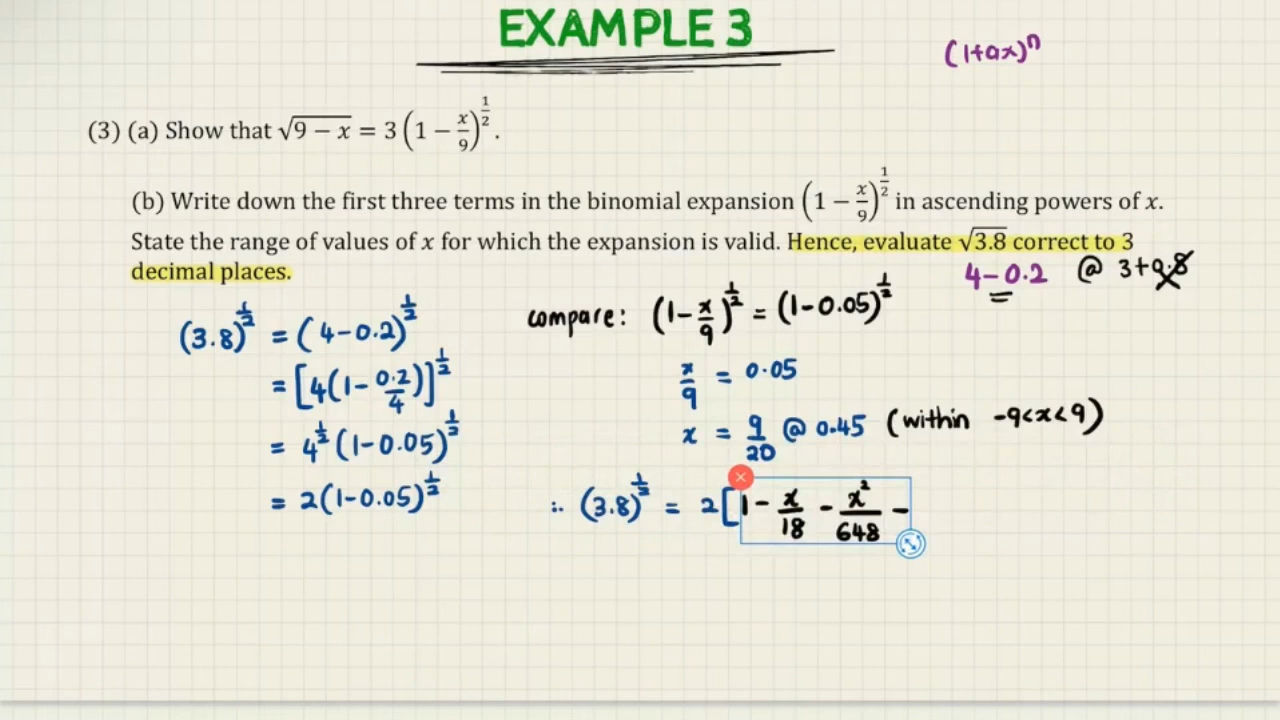 EXAMPLE 3
(1+ax)^n
(3) (a) Show that √(9 − x) = 3(1 − x/9)^(1/2).
(b) Write down the first three terms in the binomial expansion (1 − x/9)^(1/2) in ascending powers of x.
State the range of values of x for which the expansion is valid. Hence, evaluate √3.8 correct to 3
decimal places.
4−0.2 @ 3+0.8
(3.8)^(1/2) = (4−0.2)^(1/2)
= [4(1−0.2/4)]^(1/2)
= 4^(1/2) (1−0.05)^(1/2)
= 2(1−0.05)^(1/2)
compare: (1−x/9)^(1/2) = (1−0.05)^(1/2)
x/9 = 0.05
x = 9/20 @ 0.45 (within -9<x<9)
∴ (3.8)^(1/2) = 2[1 − x/18 − x²/648 −